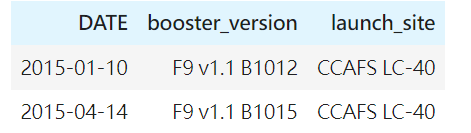 DATE booster_version launch_site
2015-01-10 F9 v1.1 B1012 CCAFS LC-40
2015-04-14 F9 v1.1 B1015 CCAFS LC-40